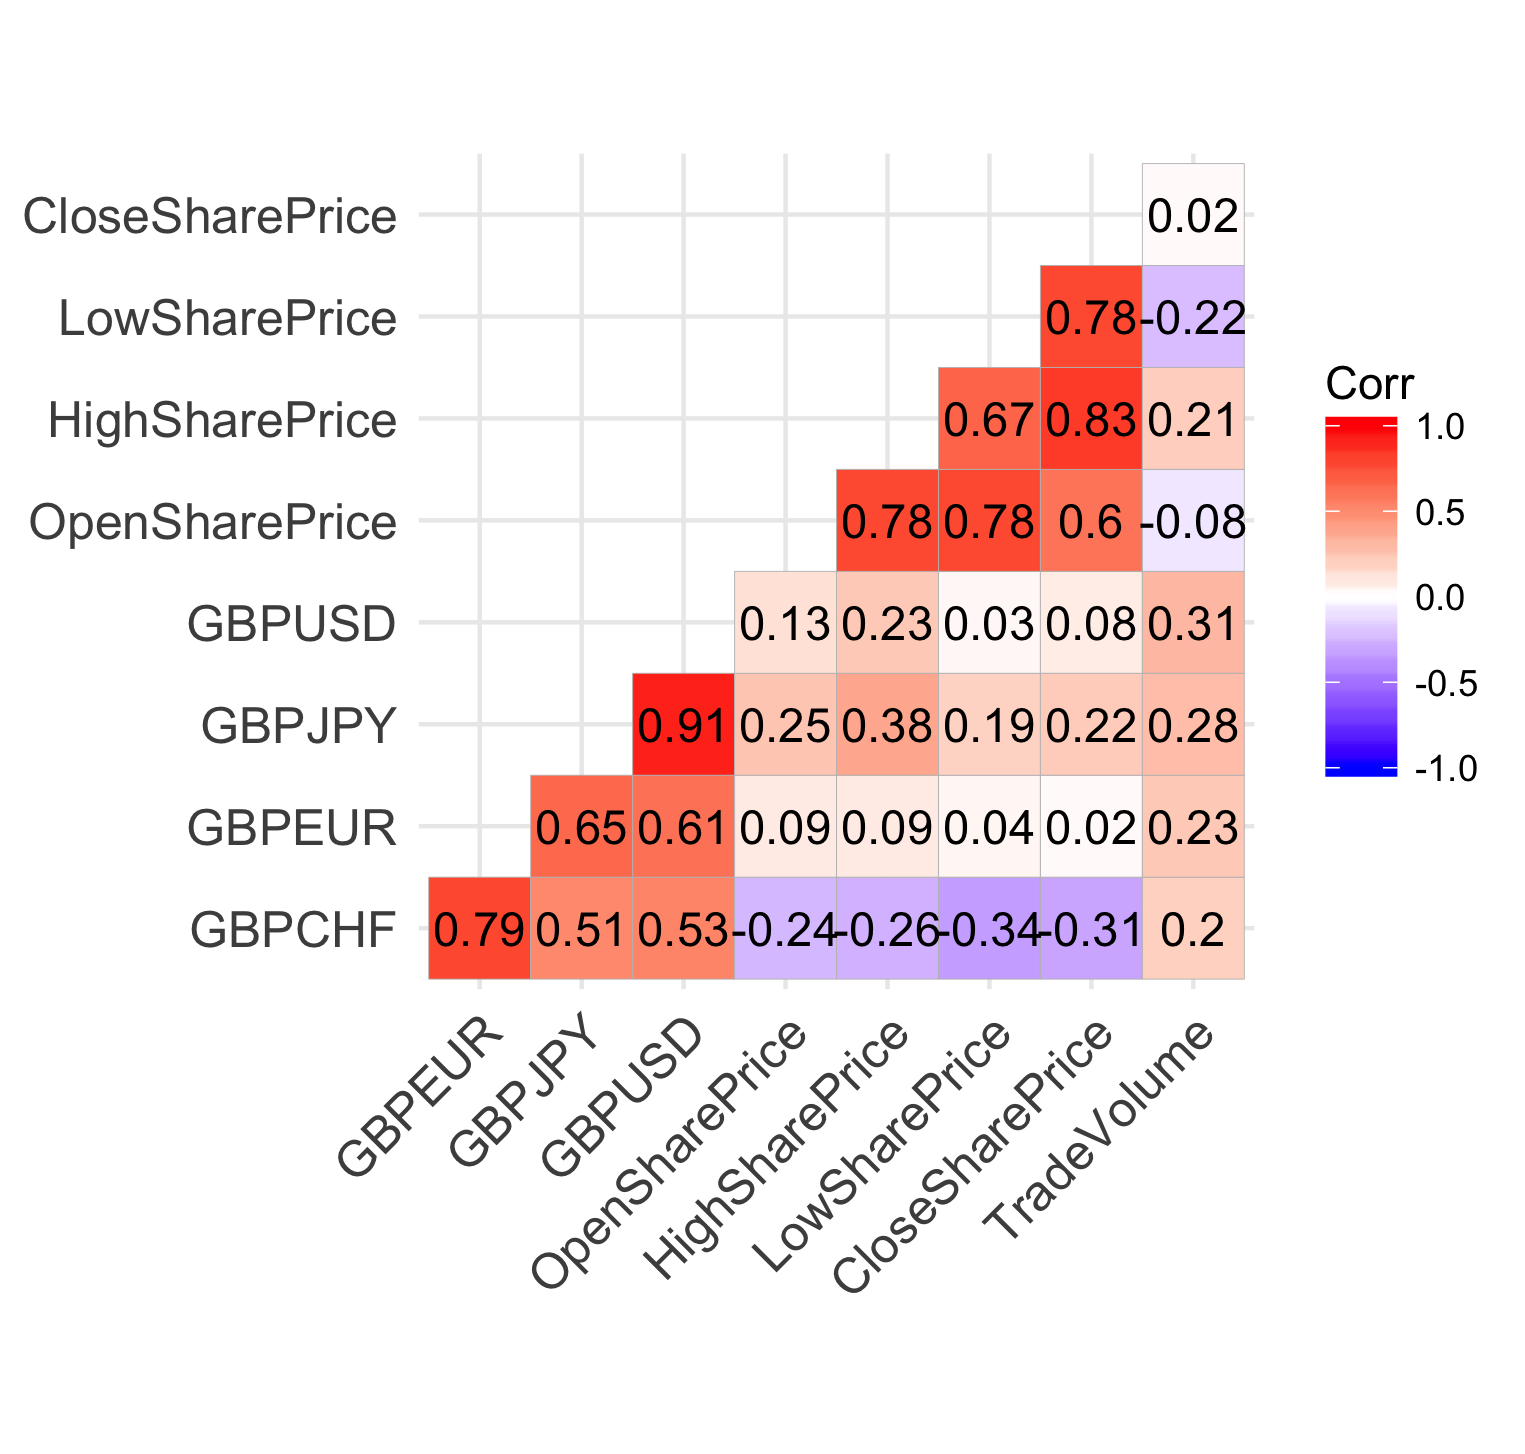 CloseSharePrice 0.02
LowSharePrice 0.78 -0.22
HighSharePrice 0.67 0.83 0.21
OpenSharePrice 0.78 0.78 0.6 -0.08
GBPUSD 0.13 0.23 0.03 0.08 0.31
GBPJPY 0.91 0.25 0.38 0.19 0.22 0.28
GBPEUR 0.65 0.61 0.09 0.09 0.04 0.02 0.23
GBPCHF 0.79 0.51 0.53 -0.24 -0.26 -0.34 -0.31 0.2
GBPEUR
GBPJPY
GBPUSD
OpenSharePrice
HighSharePrice
LowSharePrice
CloseSharePrice
TradeVolume
Corr
1.0
0.5
0.0
-0.5
-1.0